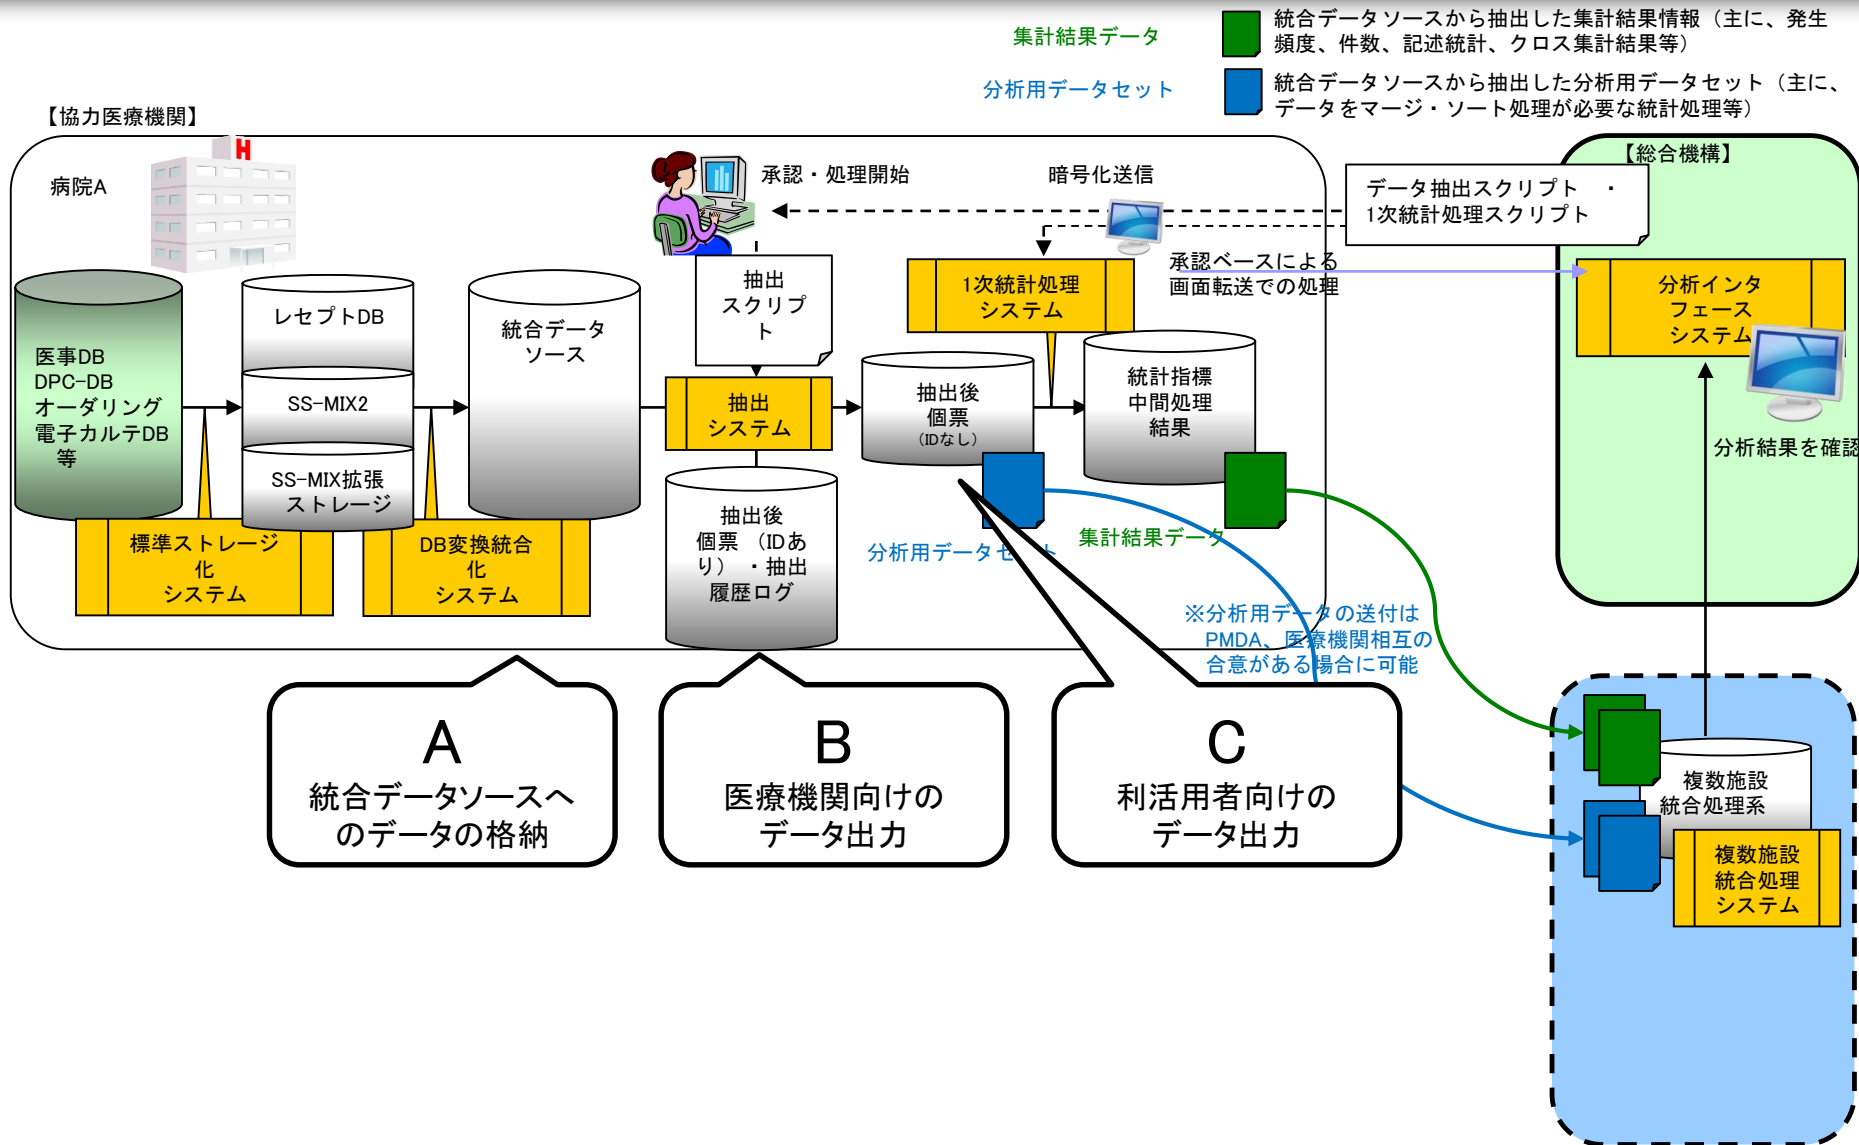 集計結果データ
統合データソースから抽出した集計結果情報（主に、発生
頻度、件数、記述統計、クロス集計結果等）
分析用データセット
統合データソースから抽出した分析用データセット（主に、
データをマージ・ソート処理が必要な統計処理等）
【協力医療機関】
病院A
H
承認・処理開始
暗号化送信
データ抽出スクリプト　・
1次統計処理スクリプト
【総合機構】
承認ベースによる
画面転送での処理
分析インタ
フェース
システム
分析結果を確認
医事DB
DPC-DB
オーダリング
電子カルテDB
等
レセプトDB
SS-MIX2
SS-MIX拡張
ストレージ
統合データ
ソース
抽出
スクリプ
ト
抽出
システム
1次統計処理
システム
抽出後
個票
（IDなし）
統計指標
中間処理
結果
標準ストレージ
化
システム
DB変換統合
化
システム
抽出後
個票　（IDあ
り）　・抽出
履歴ログ
分析用データセット
集計結果データ
※分析用データの送付は
PMDA、医療機関相互の
合意がある場合に可能
A
統合データソースへ
のデータの格納
B
医療機関向けの
データ出力
C
利活用者向けの
データ出力
複数施設
統合処理系
複数施設
統合処理
システム